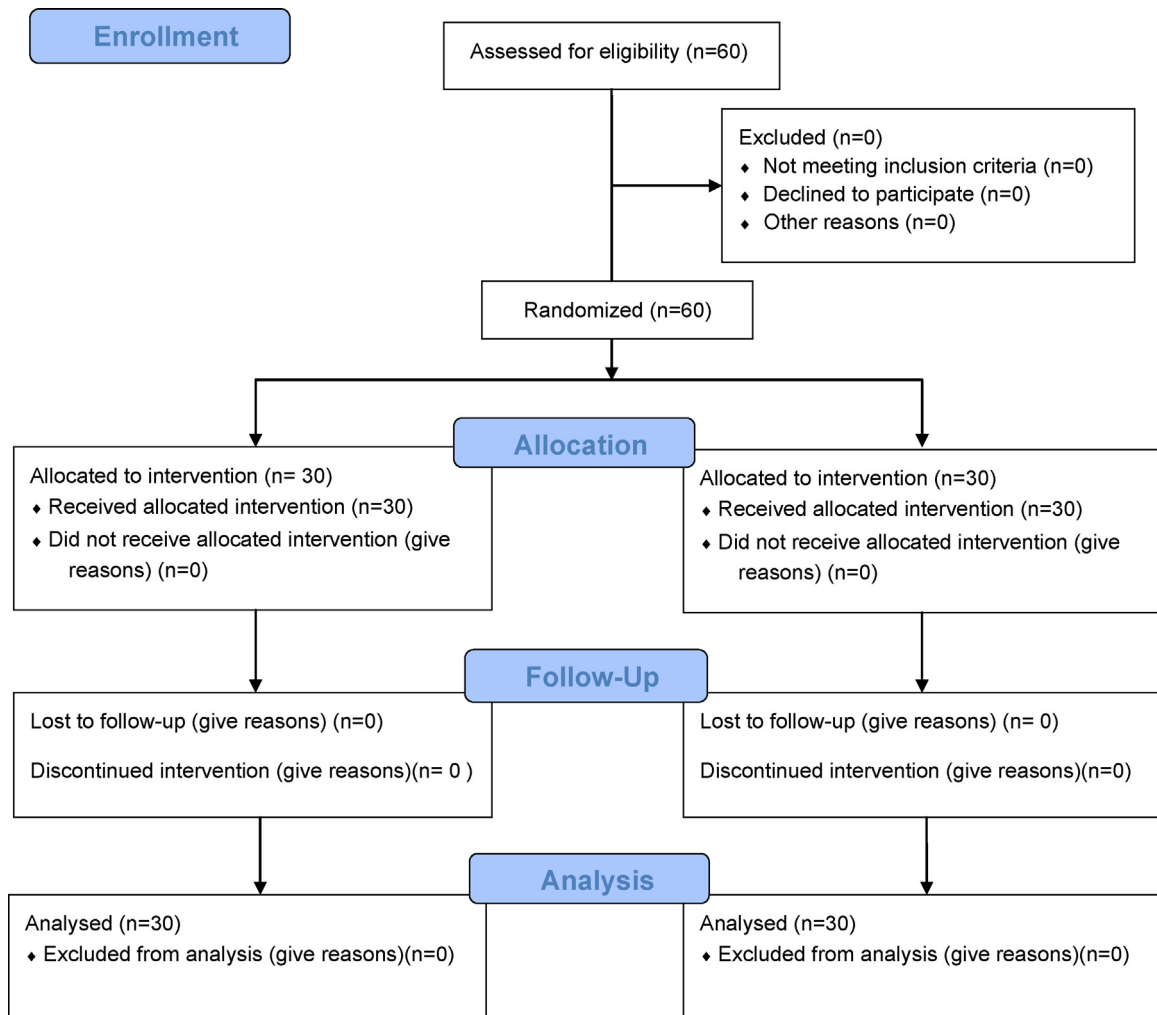 Enrollment
Assessed for eligibility (n=60)
Excluded (n=0)
♦ Not meeting inclusion criteria (n=0)
♦ Declined to participate (n=0)
♦ Other reasons (n=0)
Randomized (n=60)
Allocation
Allocated to intervention (n= 30)
♦ Received allocated intervention (n=30)
♦ Did not receive allocated intervention (give
reasons) (n=0)
Allocated to intervention (n=30)
♦ Received allocated intervention (n=30)
♦ Did not receive allocated intervention (give
reasons) (n=0)
Follow-Up
Lost to follow-up (give reasons) (n=0)
Discontinued intervention (give reasons)(n= 0 )
Lost to follow-up (give reasons) (n= 0)
Discontinued intervention (give reasons)(n=0)
Analysis
Analysed (n=30)
♦ Excluded from analysis (give reasons)(n=0)
Analysed (n=30)
♦ Excluded from analysis (give reasons)(n=0)